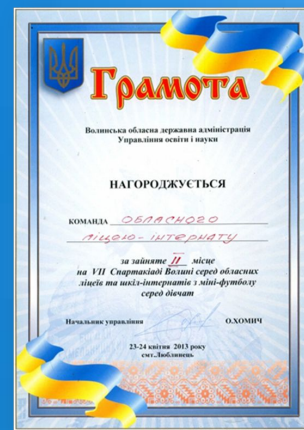 Грамота
Волинська обласна державна адміністрація
Управління освіти і науки
НАГОРОДЖУЄТЬСЯ
КОМАНДА ОБЛАСНОГО
ліцею-інтернату
за зайняте II місце
на VII Спартакіаді Волині серед обласних
ліцеїв та шкіл-інтернатів з міні-футболу
серед дівчат
Начальник управління О.ХОМИЧ
23-24 квітня 2013 року
смт.Люблинець